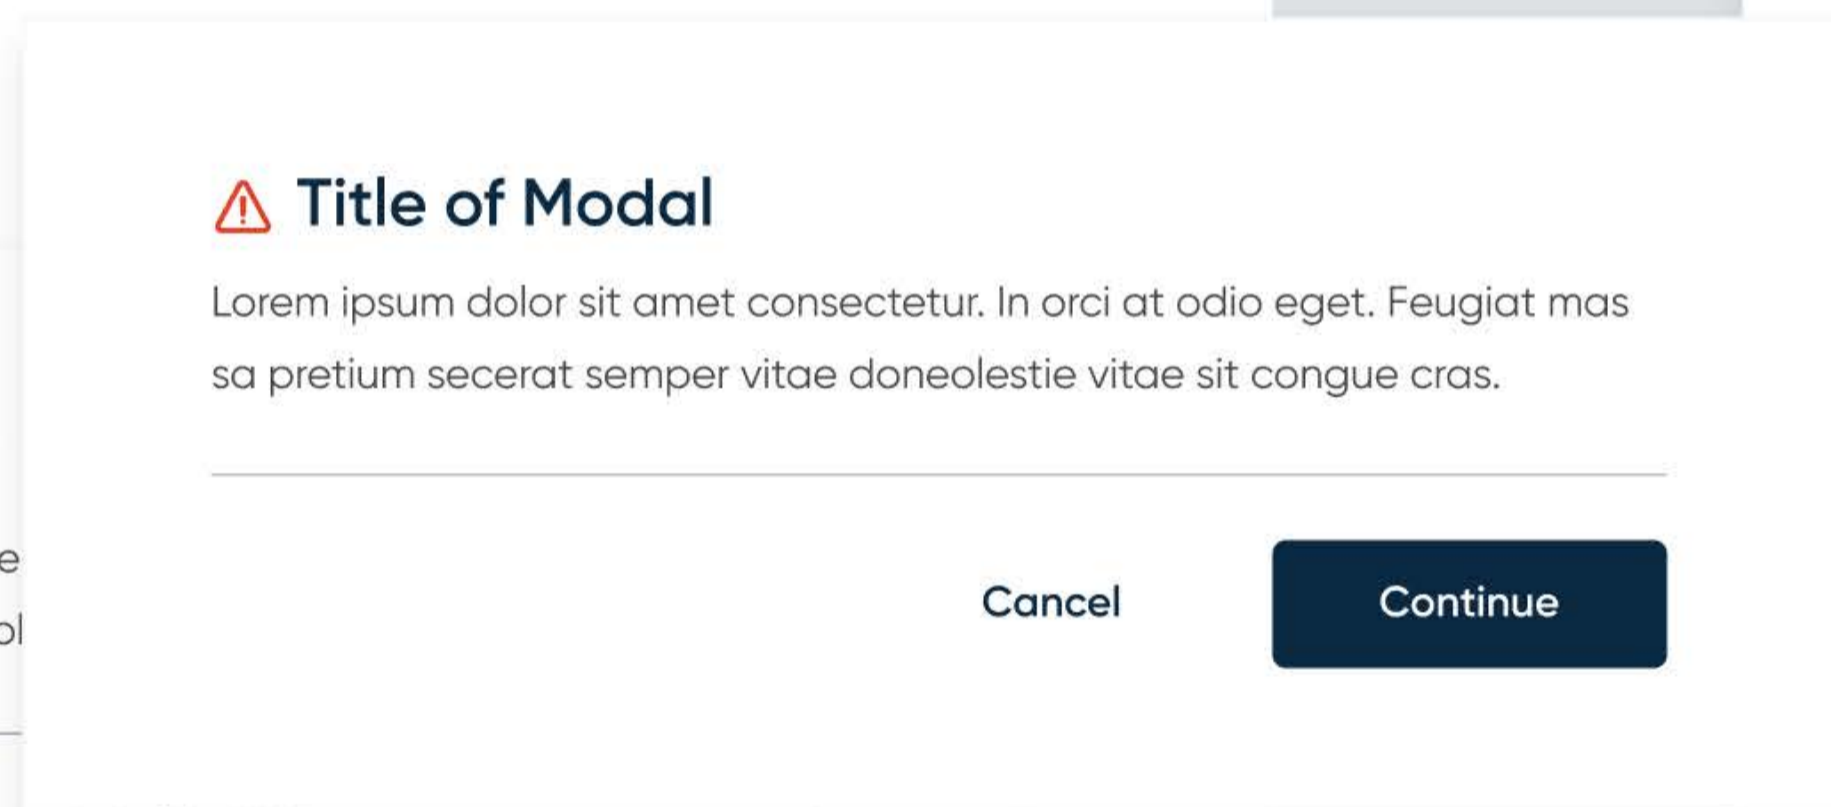 Title of Modal
Lorem ipsum dolor sit amet consectetur. In orci at odio eget. Feugiat mas
sa pretium secerat semper vitae doneolestie vitae sit congue cras.
Cancel
Continue